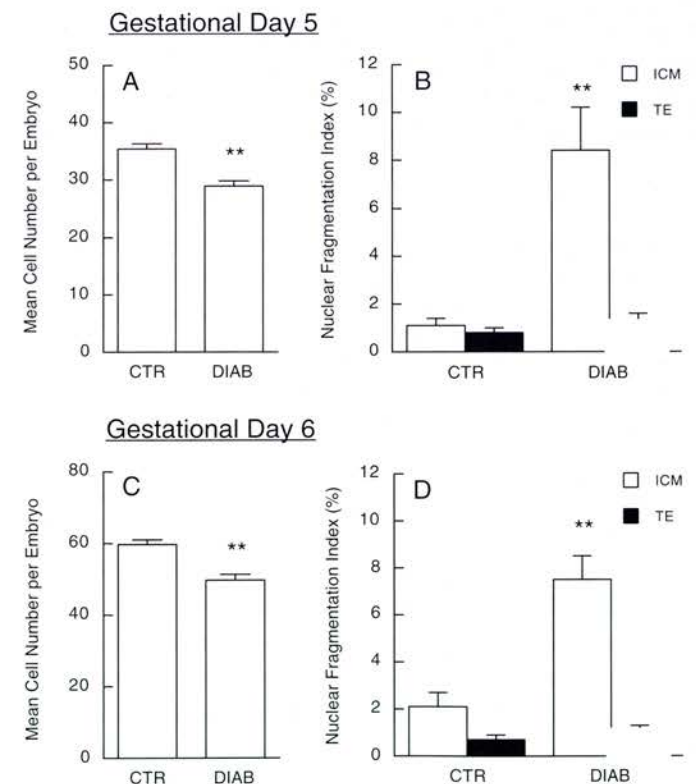 Gestational Day 5
A
Mean Cell Number per Embryo
50
40
30
20
10
0
**
CTR
DIAB
B
Nuclear Fragmentation Index (%)
12
10
8
6
4
2
0
**
ICM
TE
CTR
DIAB
Gestational Day 6
C
Mean Cell Number per Embryo
80
60
40
20
0
**
CTR
DIAB
D
Nuclear Fragmentation Index (%)
12
10
8
6
4
2
0
**
ICM
TE
CTR
DIAB